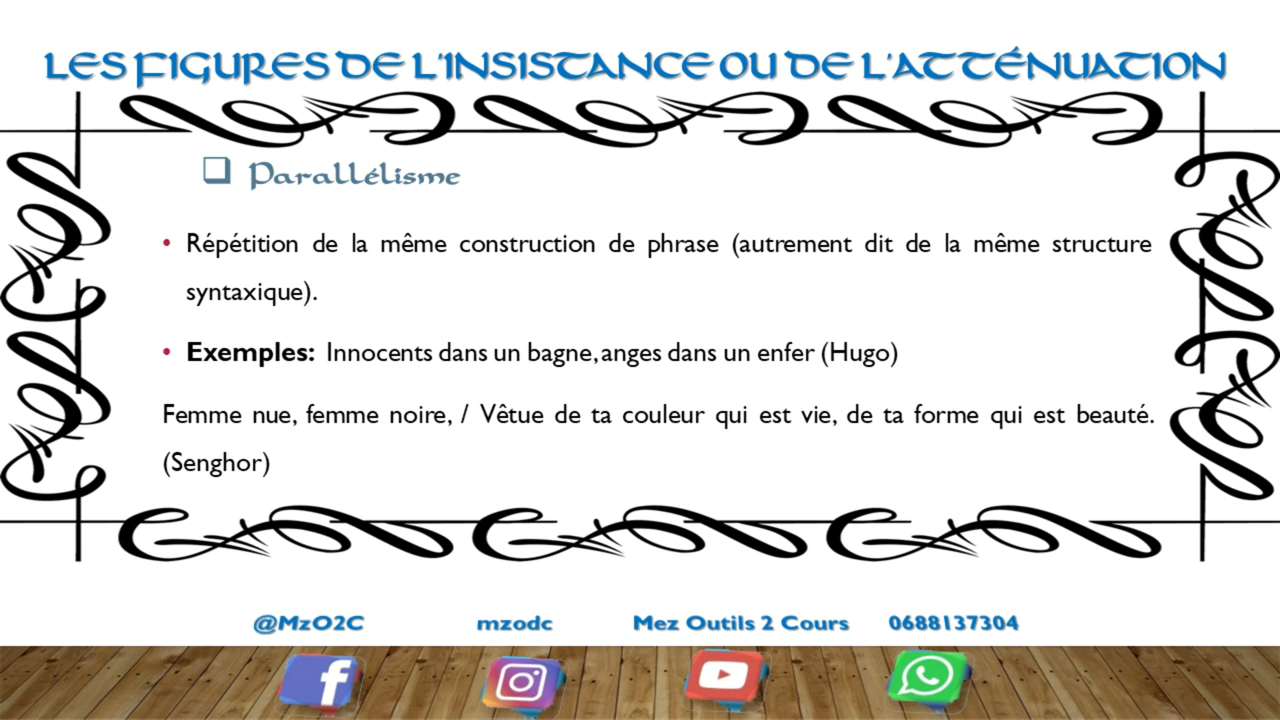 LES FIGURES DE L'INSISTANCE OU DE L'ATTÉNUATION
Parallélisme
• Répétition de la même construction de phrase (autrement dit de la même structure
syntaxique).
• Exemples: Innocents dans un bagne, anges dans un enfer (Hugo)
Femme nue, femme noire, / Vêtue de ta couleur qui est vie, de ta forme qui est beauté.
(Senghor)
@MzO2C mzodc Mez Outils 2 Cours 0688137304